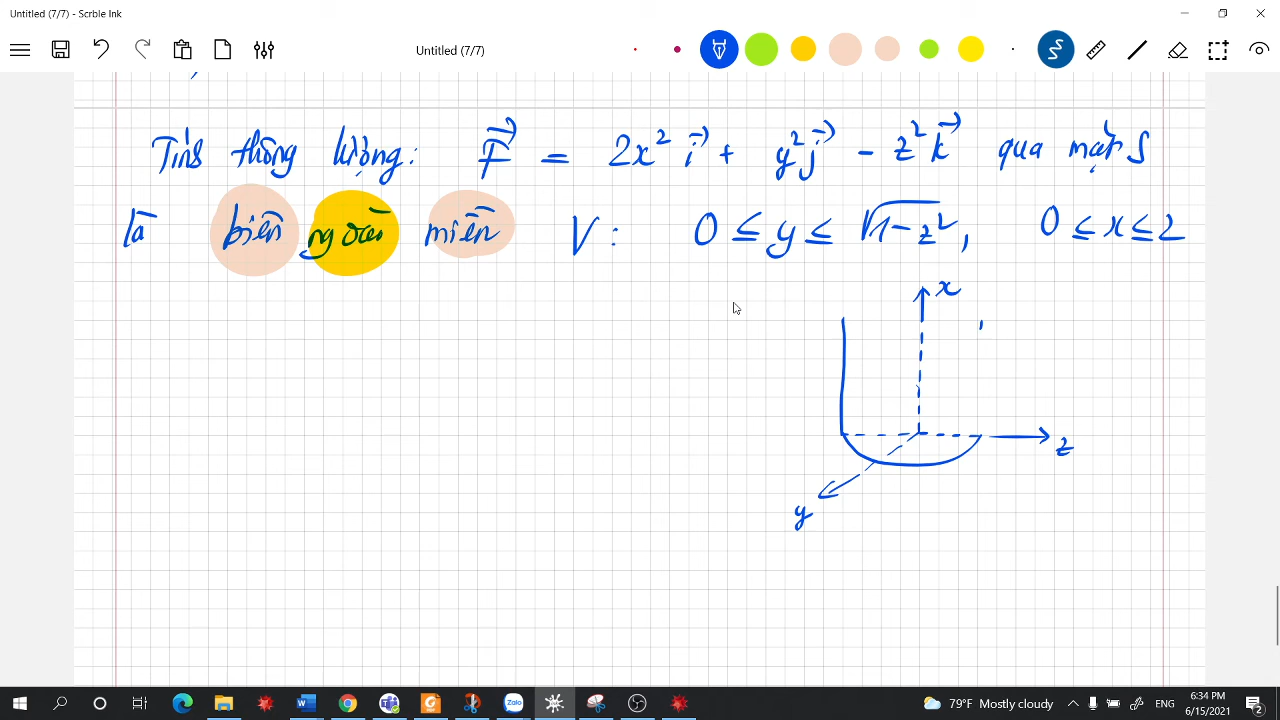 Untitled (7/7) - Scrble Ink
Untitled (7/7)
Tính thông lượng: F⃗ = 2x² i⃗ + y² j⃗ - z² k⃗ qua mặt S
là biên ngoài miền V: 0 ≤ y ≤ √1-z², 0 ≤ x ≤ 2
x
z
y
79°F Mostly cloudy
ENG
6:34 PM
6/15/2021
2